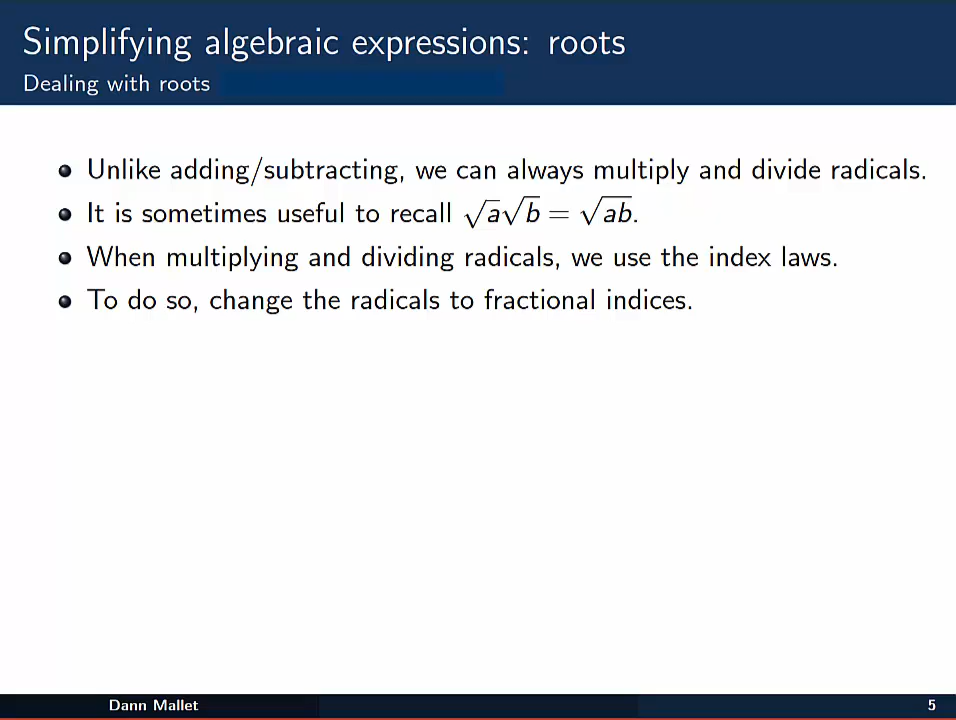 Simplifying algebraic expressions: roots
Dealing with roots
Unlike adding/subtracting, we can always multiply and divide radicals.
It is sometimes useful to recall √a√b = √ab.
When multiplying and dividing radicals, we use the index laws.
To do so, change the radicals to fractional indices.
Dann Mallet 5